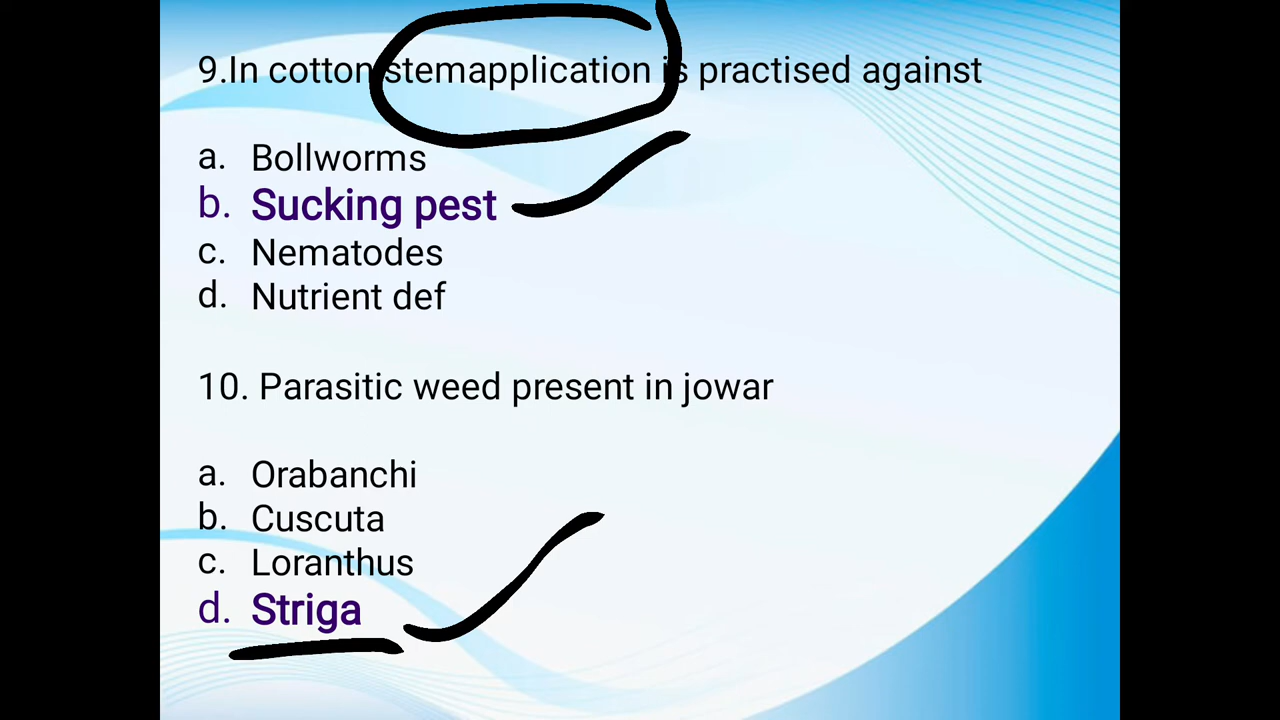 9.In cotton stemapplication is practised against
a. Bollworms
b. Sucking pest
c. Nematodes
d. Nutrient def
10. Parasitic weed present in jowar
a. Orabanchi
b. Cuscuta
c. Loranthus
d. Striga